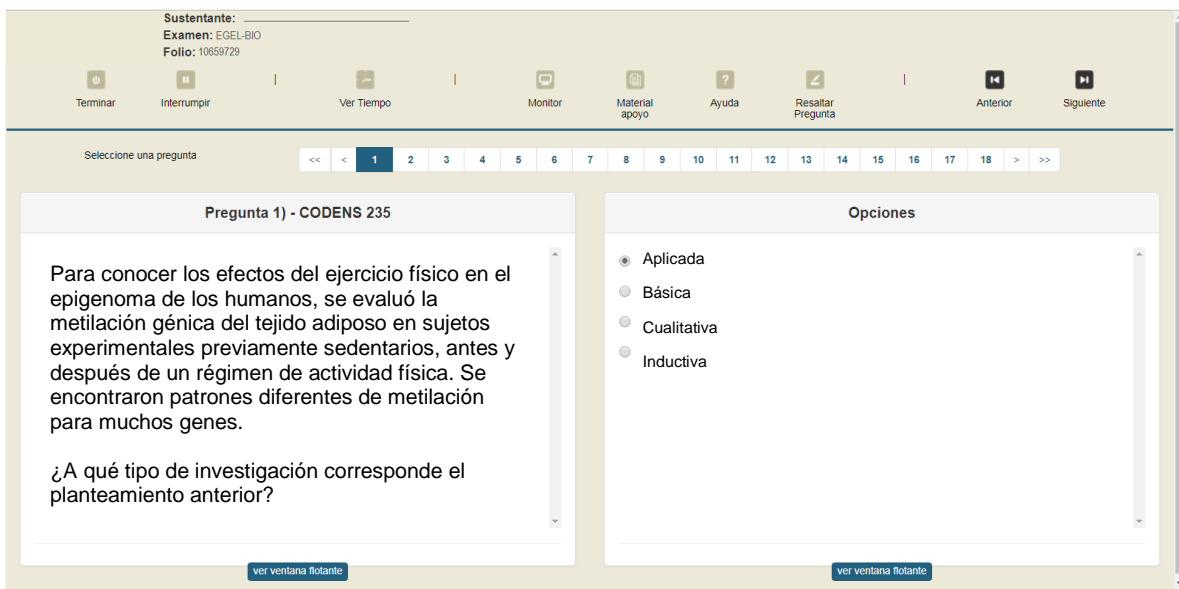 Sustentante:
Examen: EGEL-BIO
Folio: 10659729
Terminar
Interrumpir
Ver Tiempo
Monitor
Material
apoyo
Ayuda
Resaltar
Pregunta
Anterior
Siguiente
Seleccione una pregunta
<< < 1 2 3 4 5 6 7 8 9 10 11 12 13 14 15 16 17 18 > >>
Pregunta 1) - CODENS 235
Para conocer los efectos del ejercicio físico en el
epigenoma de los humanos, se evaluó la
metilación génica del tejido adiposo en sujetos
experimentales previamente sedentarios, antes y
después de un régimen de actividad física. Se
encontraron patrones diferentes de metilación
para muchos genes.
¿A qué tipo de investigación corresponde el
planteamiento anterior?
ver ventana flotante
Opciones
Aplicada
Básica
Cualitativa
Inductiva
ver ventana flotante